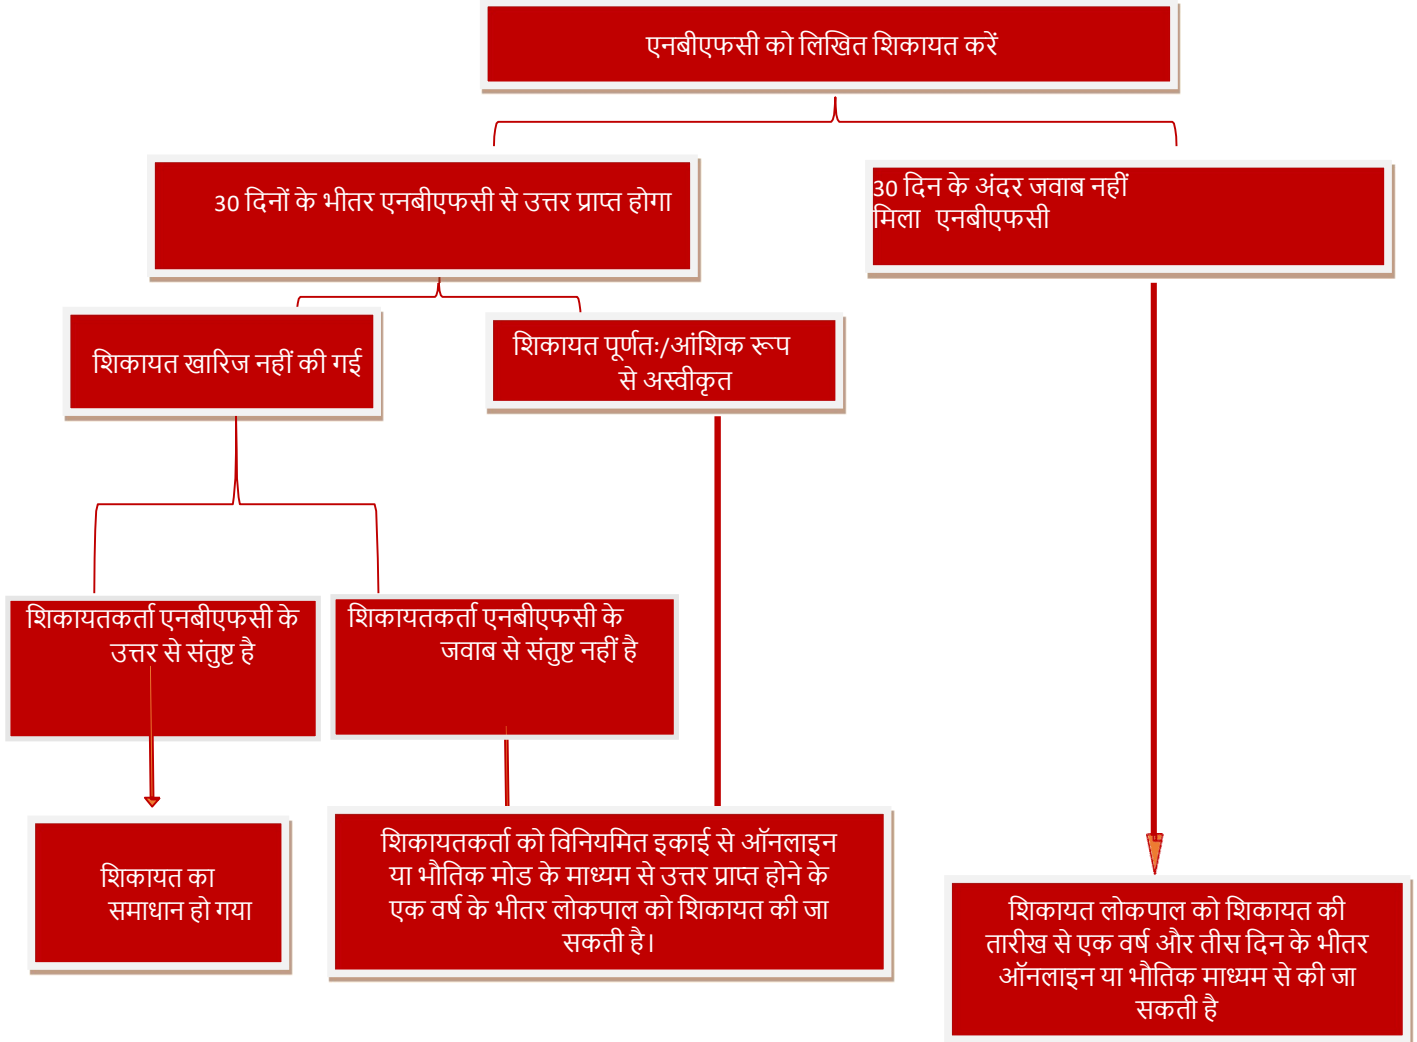 एनबीएफसी को लिखित शिकायत करें
30 दिनों के भीतर एनबीएफसी से उत्तर प्राप्त होगा
30 दिन के अंदर जवाब नहीं
मिला एनबीएफसी
शिकायत खारिज नहीं की गई
शिकायत पूर्णतः/आंशिक रूप
से अस्वीकृत
शिकायतकर्ता एनबीएफसी के
उत्तर से संतुष्ट है
शिकायतकर्ता एनबीएफसी के
जवाब से संतुष्ट नहीं है
शिकायत का
समाधान हो गया
शिकायतकर्ता को विनियमित इकाई से ऑनलाइन
या भौतिक मोड के माध्यम से उत्तर प्राप्त होने के
एक वर्ष के भीतर लोकपाल को शिकायत की जा
सकती है।
शिकायत लोकपाल को शिकायत की
तारीख से एक वर्ष और तीस दिन के भीतर
ऑनलाइन या भौतिक माध्यम से की जा
सकती है